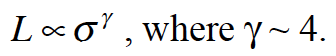 L ∝ σ^γ , where γ ~ 4.